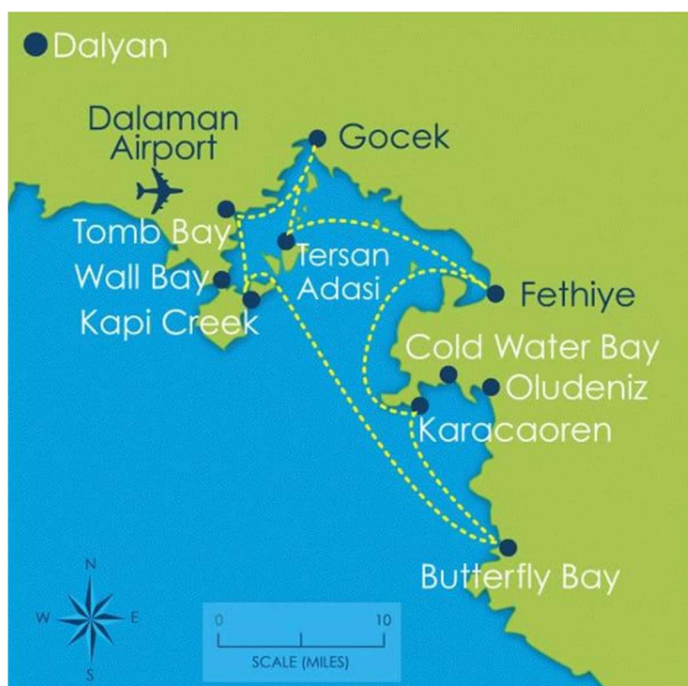 Dalyan
Dalaman
Airport
Gocek
Tomb Bay
Tersan
Adasi
Wall Bay
Kapi Creek
Fethiye
Cold Water Bay
Oludeniz
Karacaoren
Butterfly Bay
N
W
E
S
0
10
SCALE (MILES)